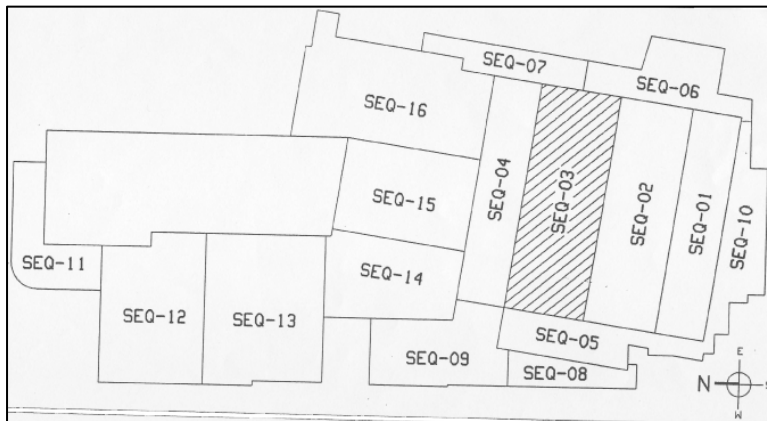 SEQ-07
SEQ-06
SEQ-16
SEQ-04
SEQ-03
SEQ-02
SEQ-01
SEQ-10
SEQ-15
SEQ-11
SEQ-14
SEQ-12
SEQ-13
SEQ-05
SEQ-09
SEQ-08
E
N
S
W